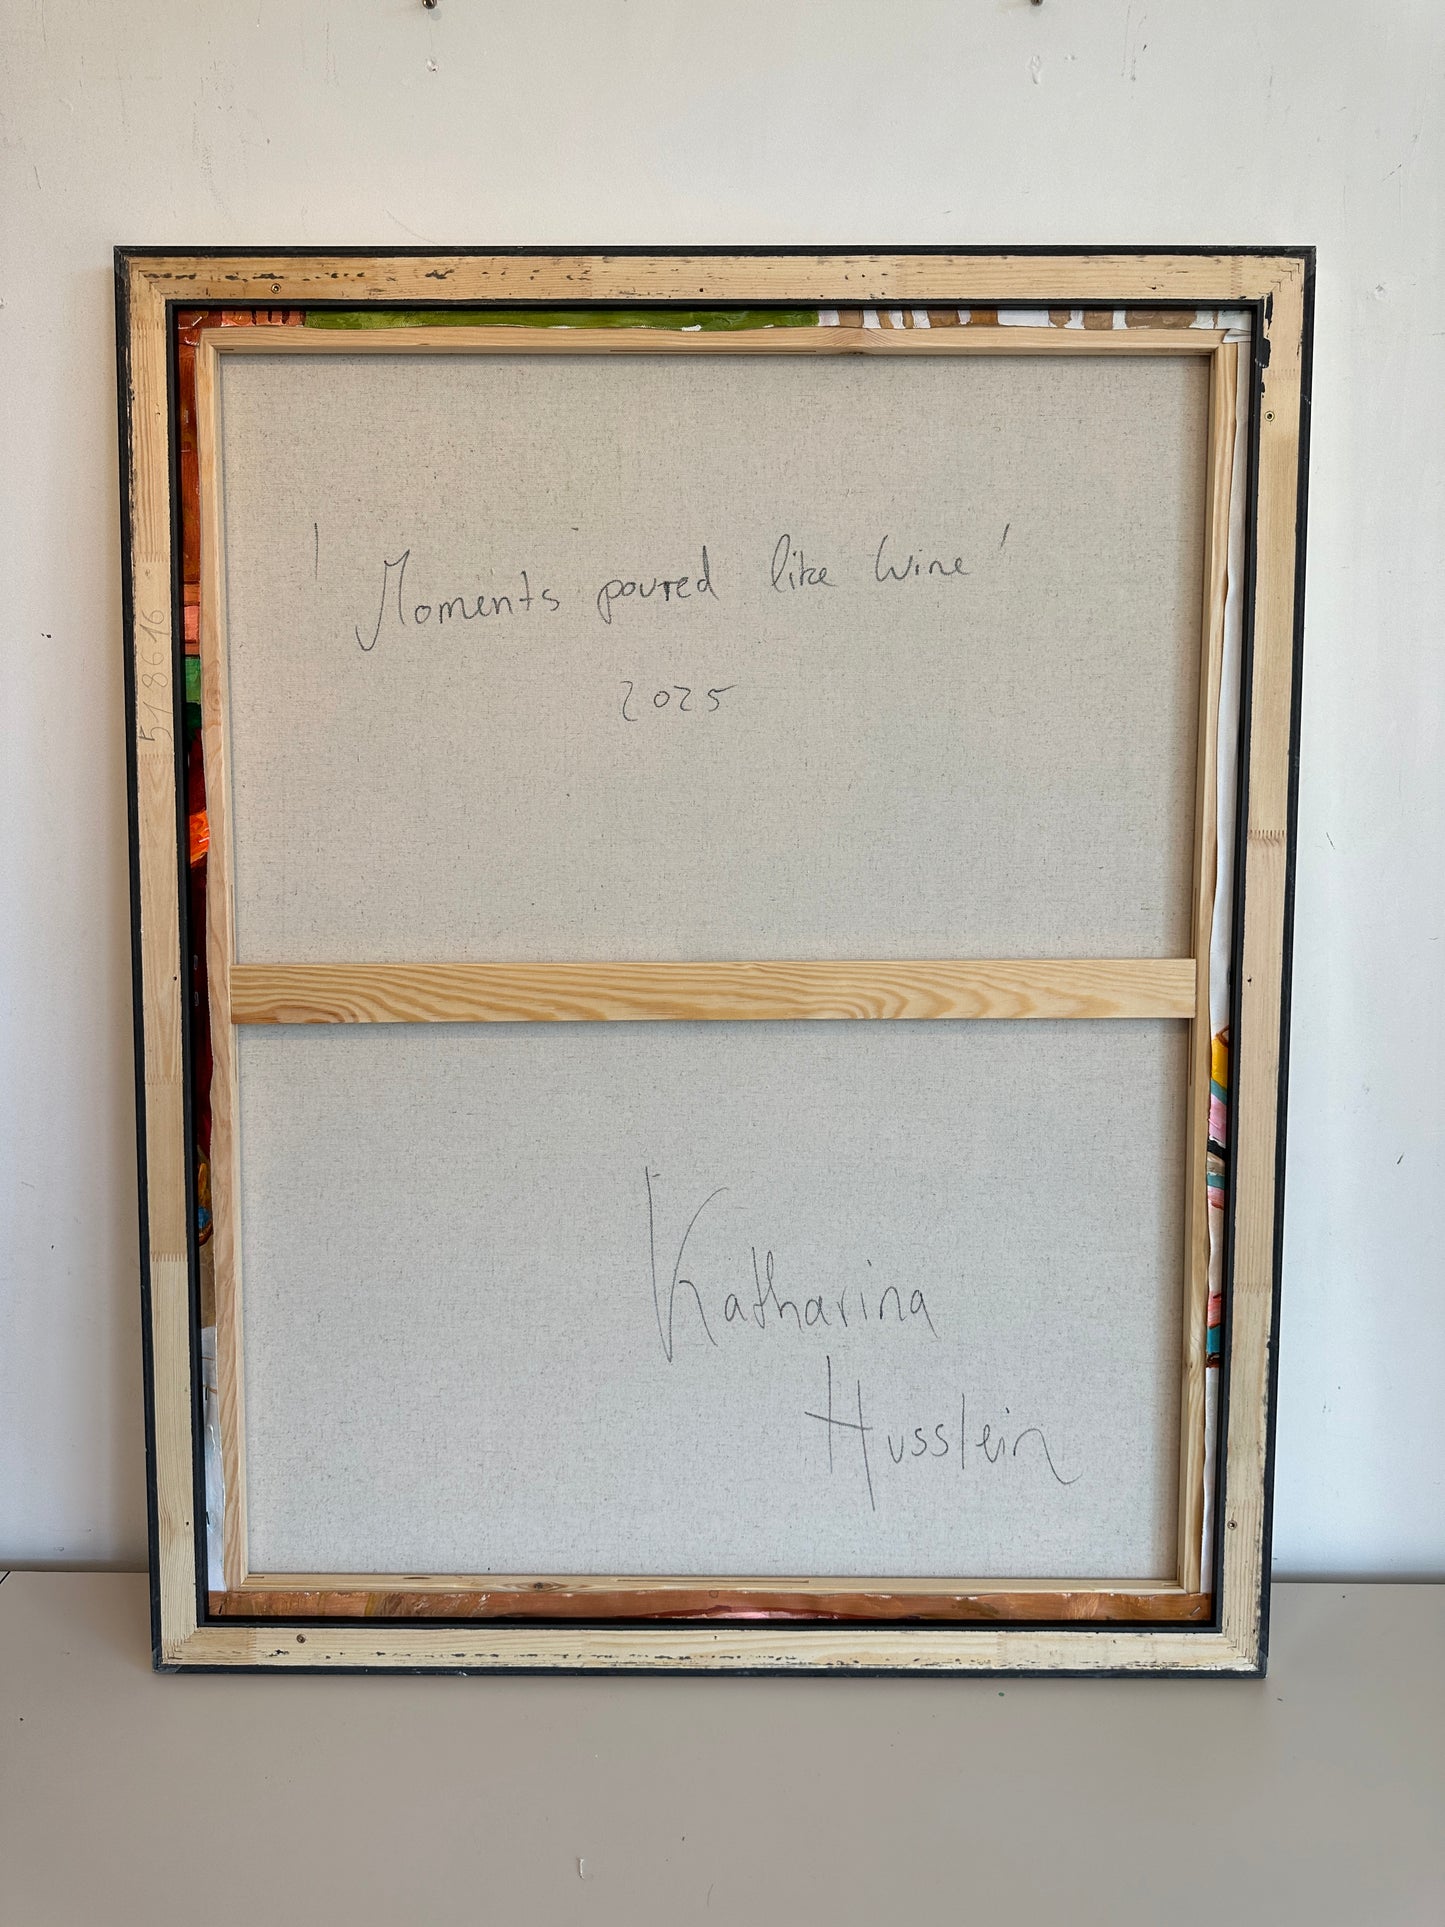 'Moments poured like wine'
2025
518616
Katharina
Husslein